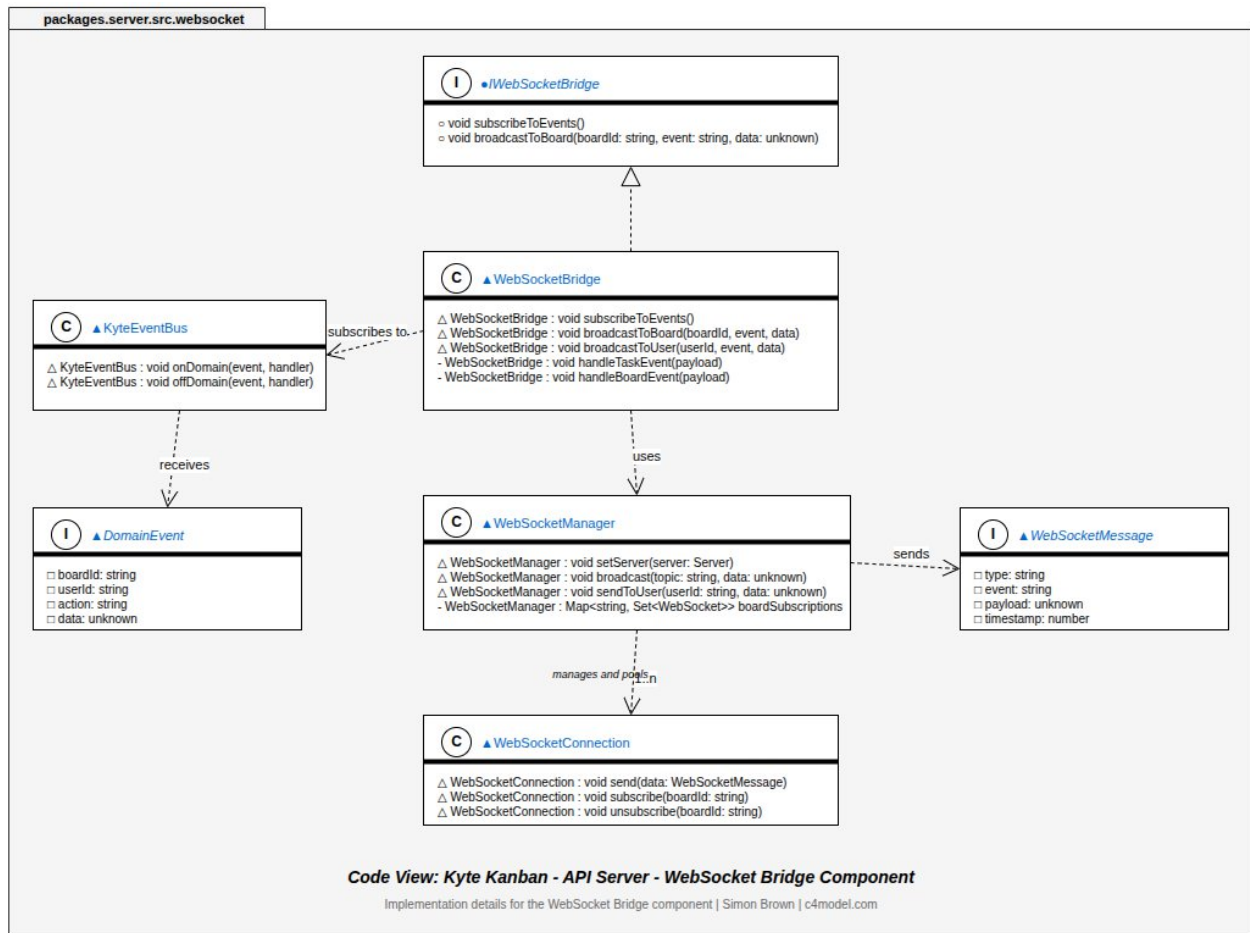 packages.server.src.websocket
I
●IWebSocketBridge
○ void subscribeToEvents()
○ void broadcastToBoard(boardId: string, event: string, data: unknown)
C
▲WebSocketBridge
△ WebSocketBridge : void subscribeToEvents()
△ WebSocketBridge : void broadcastToBoard(boardId, event, data)
△ WebSocketBridge : void broadcastToUser(userId, event, data)
- WebSocketBridge : void handleTaskEvent(payload)
- WebSocketBridge : void handleBoardEvent(payload)
subscribes to
C
▲KyteEventBus
△ KyteEventBus : void onDomain(event, handler)
△ KyteEventBus : void offDomain(event, handler)
receives
uses
I
▲DomainEvent
□ boardId: string
□ userId: string
□ action: string
□ data: unknown
C
▲WebSocketManager
△ WebSocketManager : void setServer(server: Server)
△ WebSocketManager : void broadcast(topic: string, data: unknown)
△ WebSocketManager : void sendToUser(userId: string, data: unknown)
- WebSocketManager : Map<string, Set<WebSocket>> boardSubscriptions
sends
I
▲WebSocketMessage
□ type: string
□ event: string
□ payload: unknown
□ timestamp: number
manages and pools
1..n
C
▲WebSocketConnection
△ WebSocketConnection : void send(data: WebSocketMessage)
△ WebSocketConnection : void subscribe(boardId: string)
△ WebSocketConnection : void unsubscribe(boardId: string)
Code View: Kyte Kanban - API Server - WebSocket Bridge Component
Implementation details for the WebSocket Bridge component | Simon Brown | c4model.com